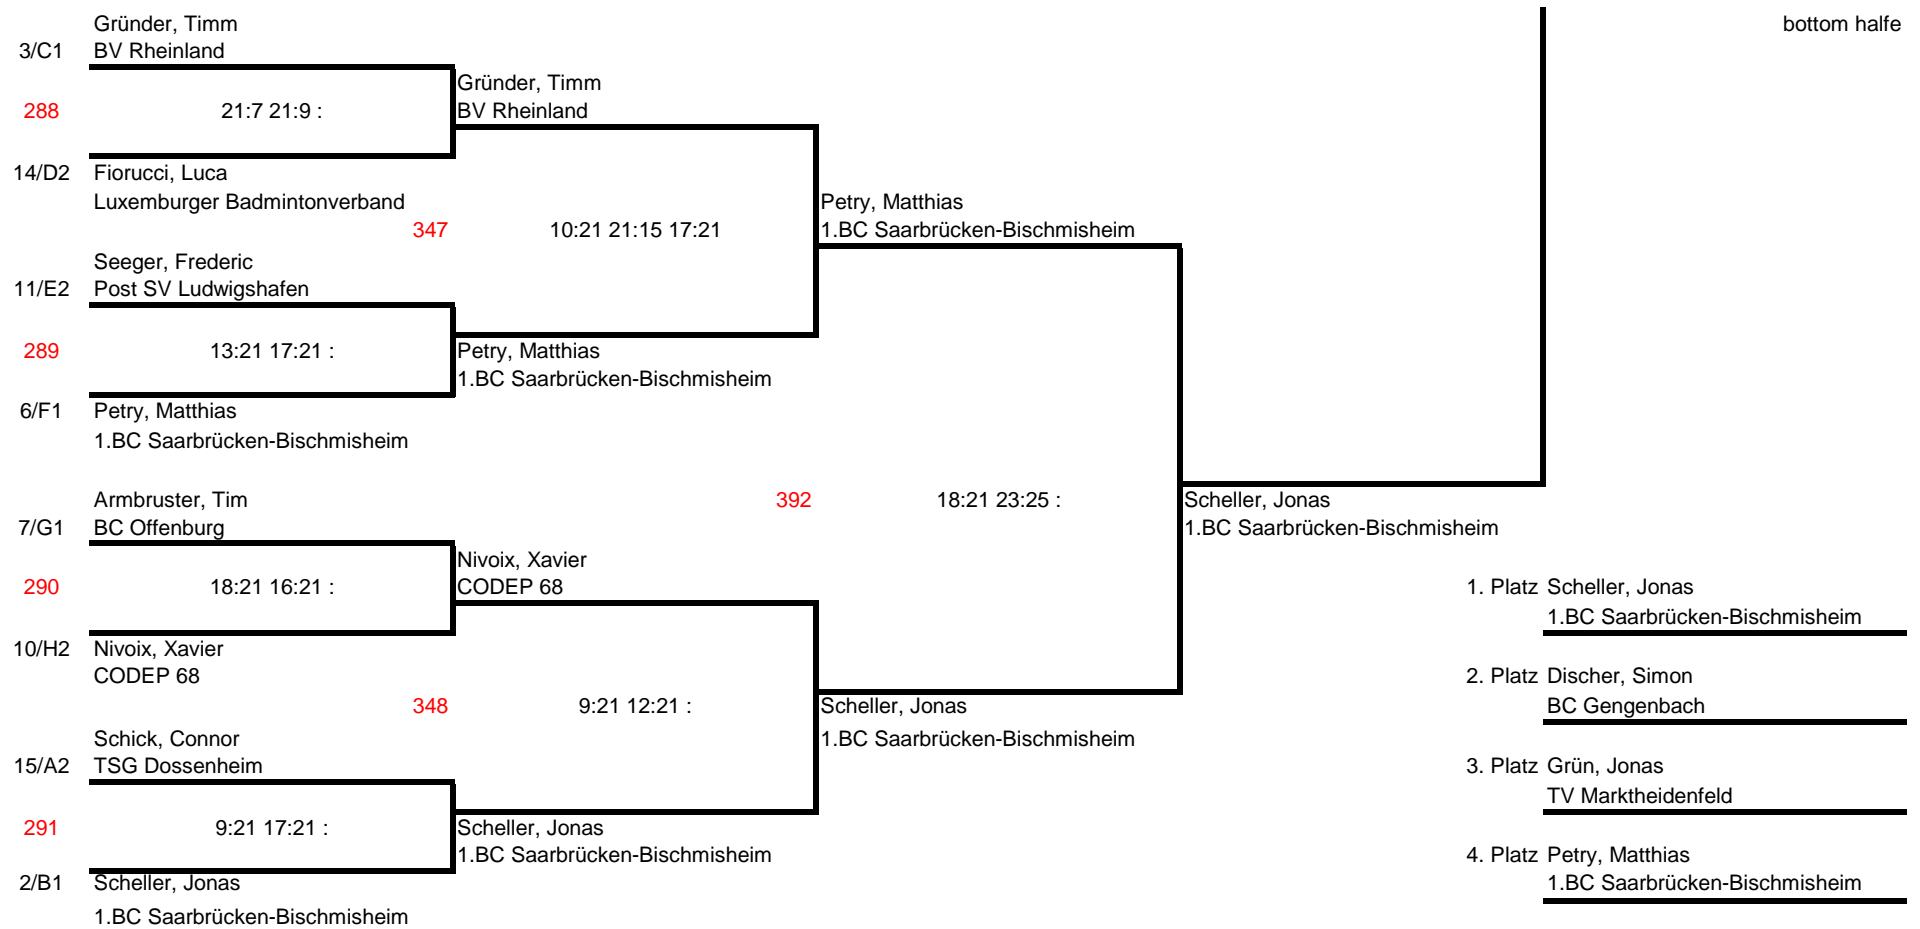 Gründer, Timm
bottom halfe
3/C1 BV Rheinland
Gründer, Timm
288 21:7 21:9 : BV Rheinland
14/D2 Fiorucci, Luca
Luxemburger Badmintonverband
Petry, Matthias
347 10:21 21:15 17:21 1.BC Saarbrücken-Bischmisheim
Seeger, Frederic
11/E2 Post SV Ludwigshafen
289 13:21 17:21 : Petry, Matthias
1.BC Saarbrücken-Bischmisheim
6/F1 Petry, Matthias
1.BC Saarbrücken-Bischmisheim
Armbruster, Tim
392 18:21 23:25 : Scheller, Jonas
7/G1 BC Offenburg
1.BC Saarbrücken-Bischmisheim
Nivoix, Xavier
290 18:21 16:21 : CODEP 68
1. Platz Scheller, Jonas
1.BC Saarbrücken-Bischmisheim
10/H2 Nivoix, Xavier
CODEP 68
2. Platz Discher, Simon
348 9:21 12:21 : Scheller, Jonas
BC Gengenbach
Schick, Connor
1.BC Saarbrücken-Bischmisheim
15/A2 TSG Dossenheim
3. Platz Grün, Jonas
TV Marktheidenfeld
291 9:21 17:21 : Scheller, Jonas
1.BC Saarbrücken-Bischmisheim
4. Platz Petry, Matthias
2/B1 Scheller, Jonas
1.BC Saarbrücken-Bischmisheim
1.BC Saarbrücken-Bischmisheim